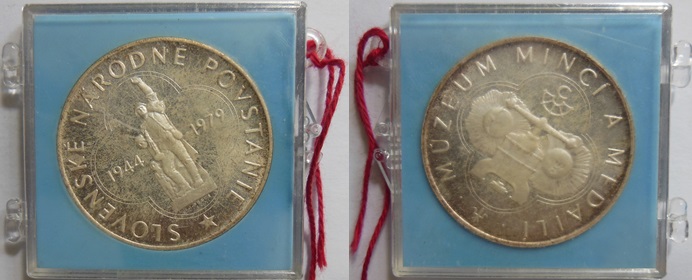 SLOVENSKÉ NÁRODNÉ POVSTANIE
1944 1979
MÚZEUM MINCÍ A MEDAILÍ